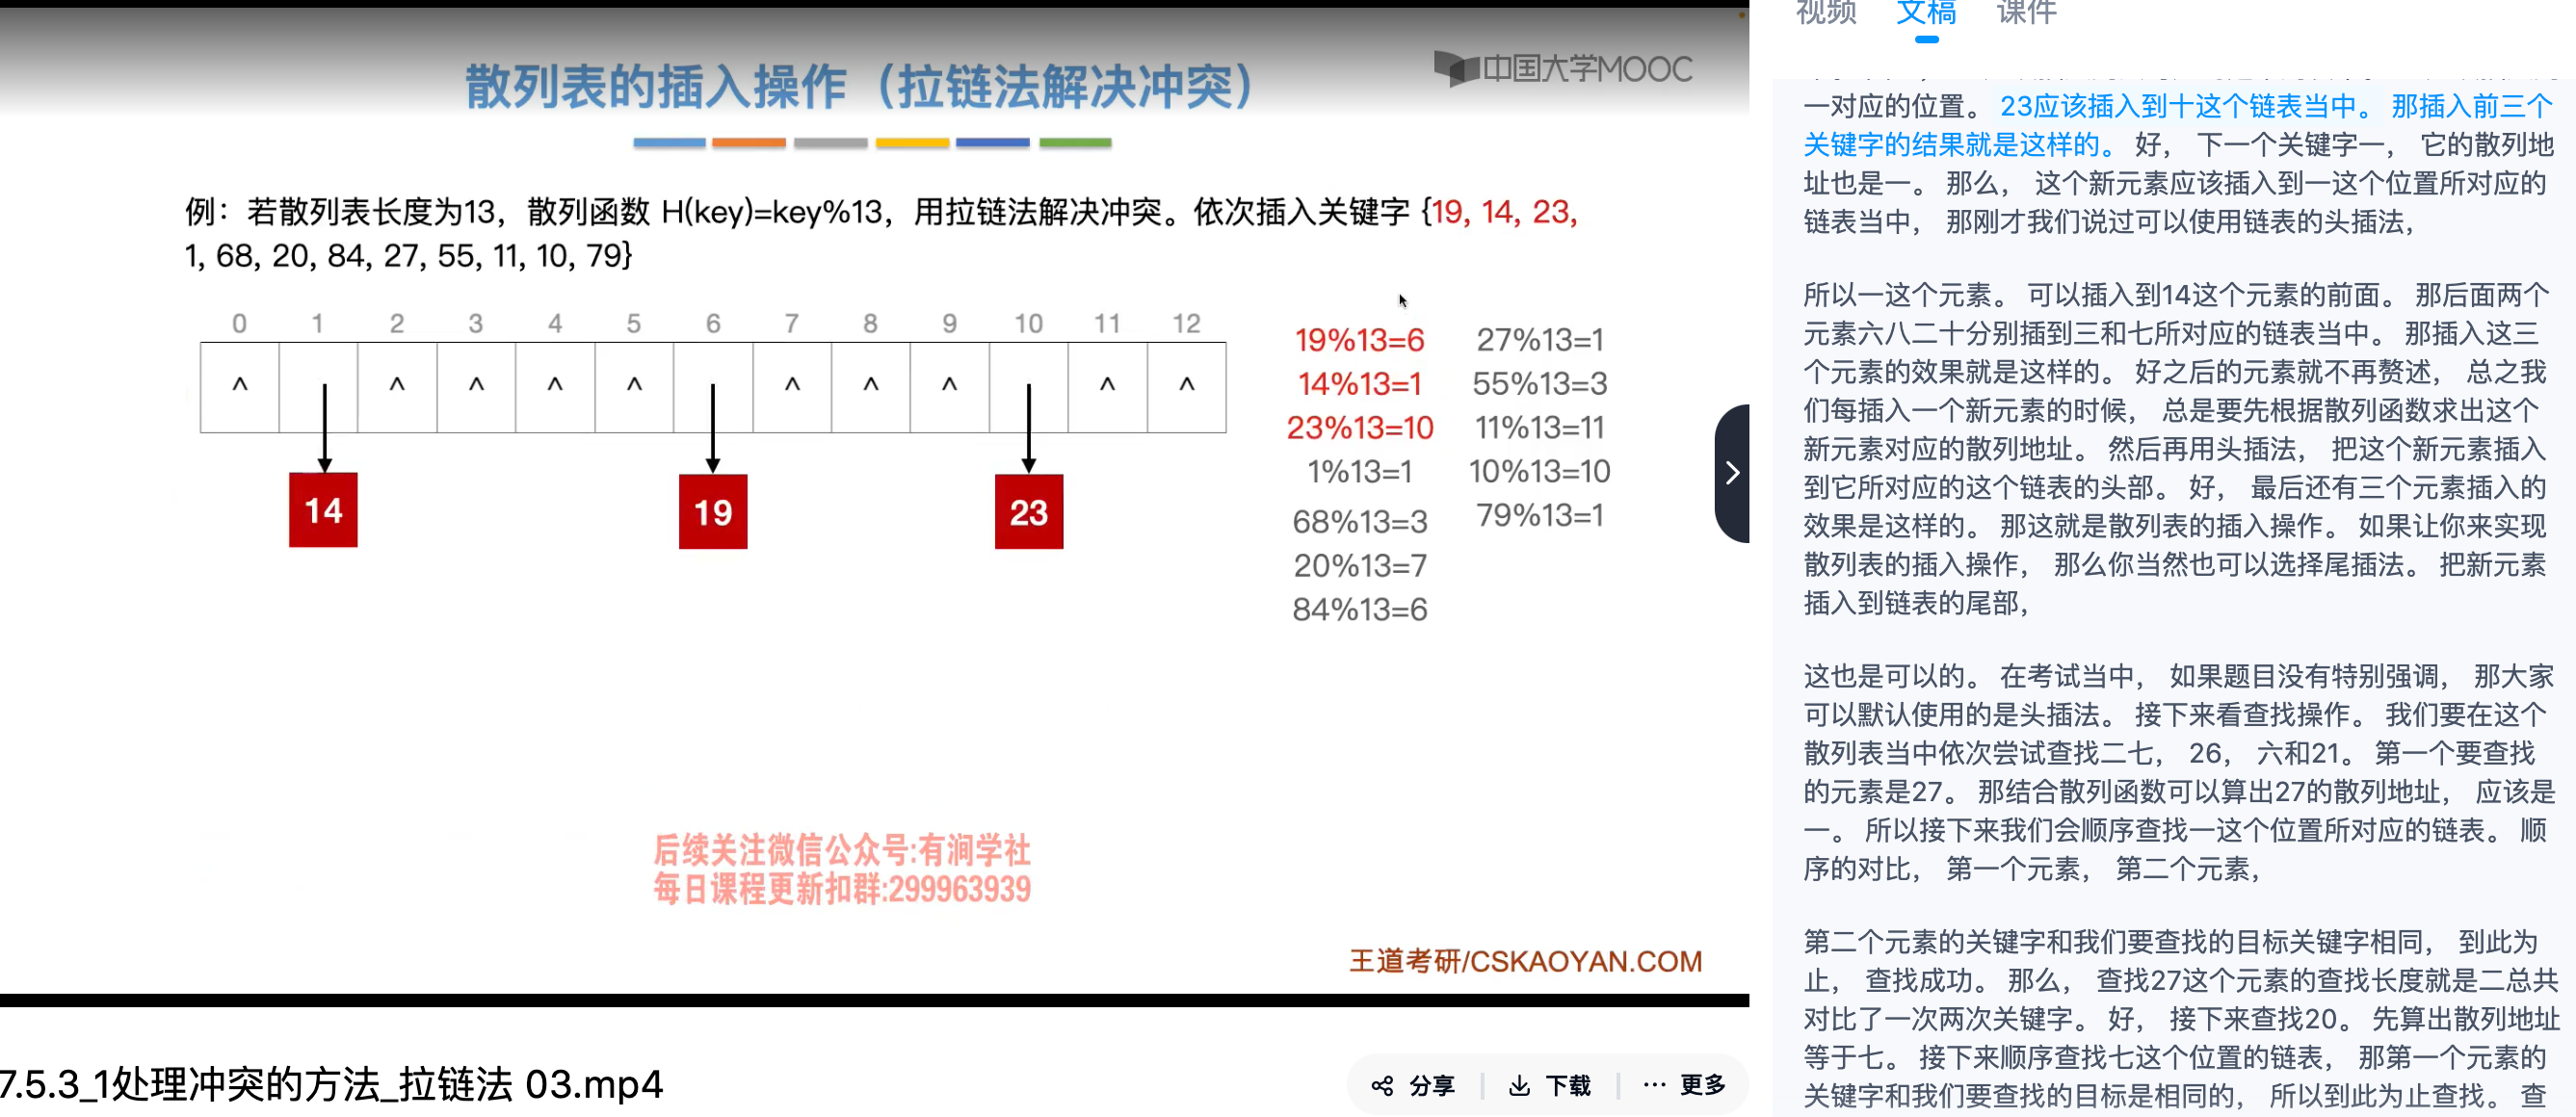 散列表的插入操作（拉链法解决冲突）
中国大学MOOC
例：若散列表长度为13，散列函数 H(key)=key%13，用拉链法解决冲突。依次插入关键字 {19, 14, 23,
1, 68, 20, 84, 27, 55, 11, 10, 79}
0 1 2 3 4 5 6 7 8 9 10 11 12
^ ^ ^ ^ ^ ^ ^ ^ ^ ^
14 19 23
19%13=6 27%13=1
14%13=1 55%13=3
23%13=10 11%13=11
1%13=1 10%13=10
68%13=3 79%13=1
20%13=7
84%13=6
后续关注微信公众号:有涧学社
每日课程更新扣群:299963939
王道考研/CSKAOYAN.COM
7.5.3_1处理冲突的方法_拉链法 03.mp4
分享 下载 更多
视频 文稿 课件
一对应的位置。 23应该插入到十这个链表当中。 那插入前三个
关键字的结果就是这样的。 好， 下一个关键字一， 它的散列地
址也是一。 那么， 这个新元素应该插入到一这个位置所对应的
链表当中， 那刚才我们说过可以使用链表的头插法，
所以一这个元素。 可以插入到14这个元素的前面。 那后面两个
元素六八二十分别插到三和七所对应的链表当中。 那插入这三
个元素的效果就是这样的。 好之后的元素就不再赘述， 总之我
们每插入一个新元素的时候， 总是要先根据散列函数求出这个
新元素对应的散列地址。 然后再用头插法， 把这个新元素插入
到它所对应的这个链表的头部。 好， 最后还有三个元素插入的
效果是这样的。 那这就是散列表的插入操作。 如果让你来实现
散列表的插入操作， 那么你当然也可以选择尾插法。 把新元素
插入到链表的尾部，
这也是可以的。 在考试当中， 如果题目没有特别强调， 那大家
可以默认使用的是头插法。 接下来看查找操作。 我们要在这个
散列表当中依次尝试查找二七， 26， 六和21。 第一个要查找
的元素是27。 那结合散列函数可以算出27的散列地址， 应该是
一。 所以接下来我们会顺序查找一这个位置所对应的链表。 顺
序的对比， 第一个元素， 第二个元素，
第二个元素的关键字和我们要查找的目标关键字相同， 到此为
止， 查找成功。 那么， 查找27这个元素的查找长度就是二总共
对比了一次两次关键字。 好， 接下来查找20。 先算出散列地址
等于七。 接下来顺序查找七这个位置的链表， 那第一个元素的
关键字和我们要查找的目标是相同的， 所以到此为止查找。 查